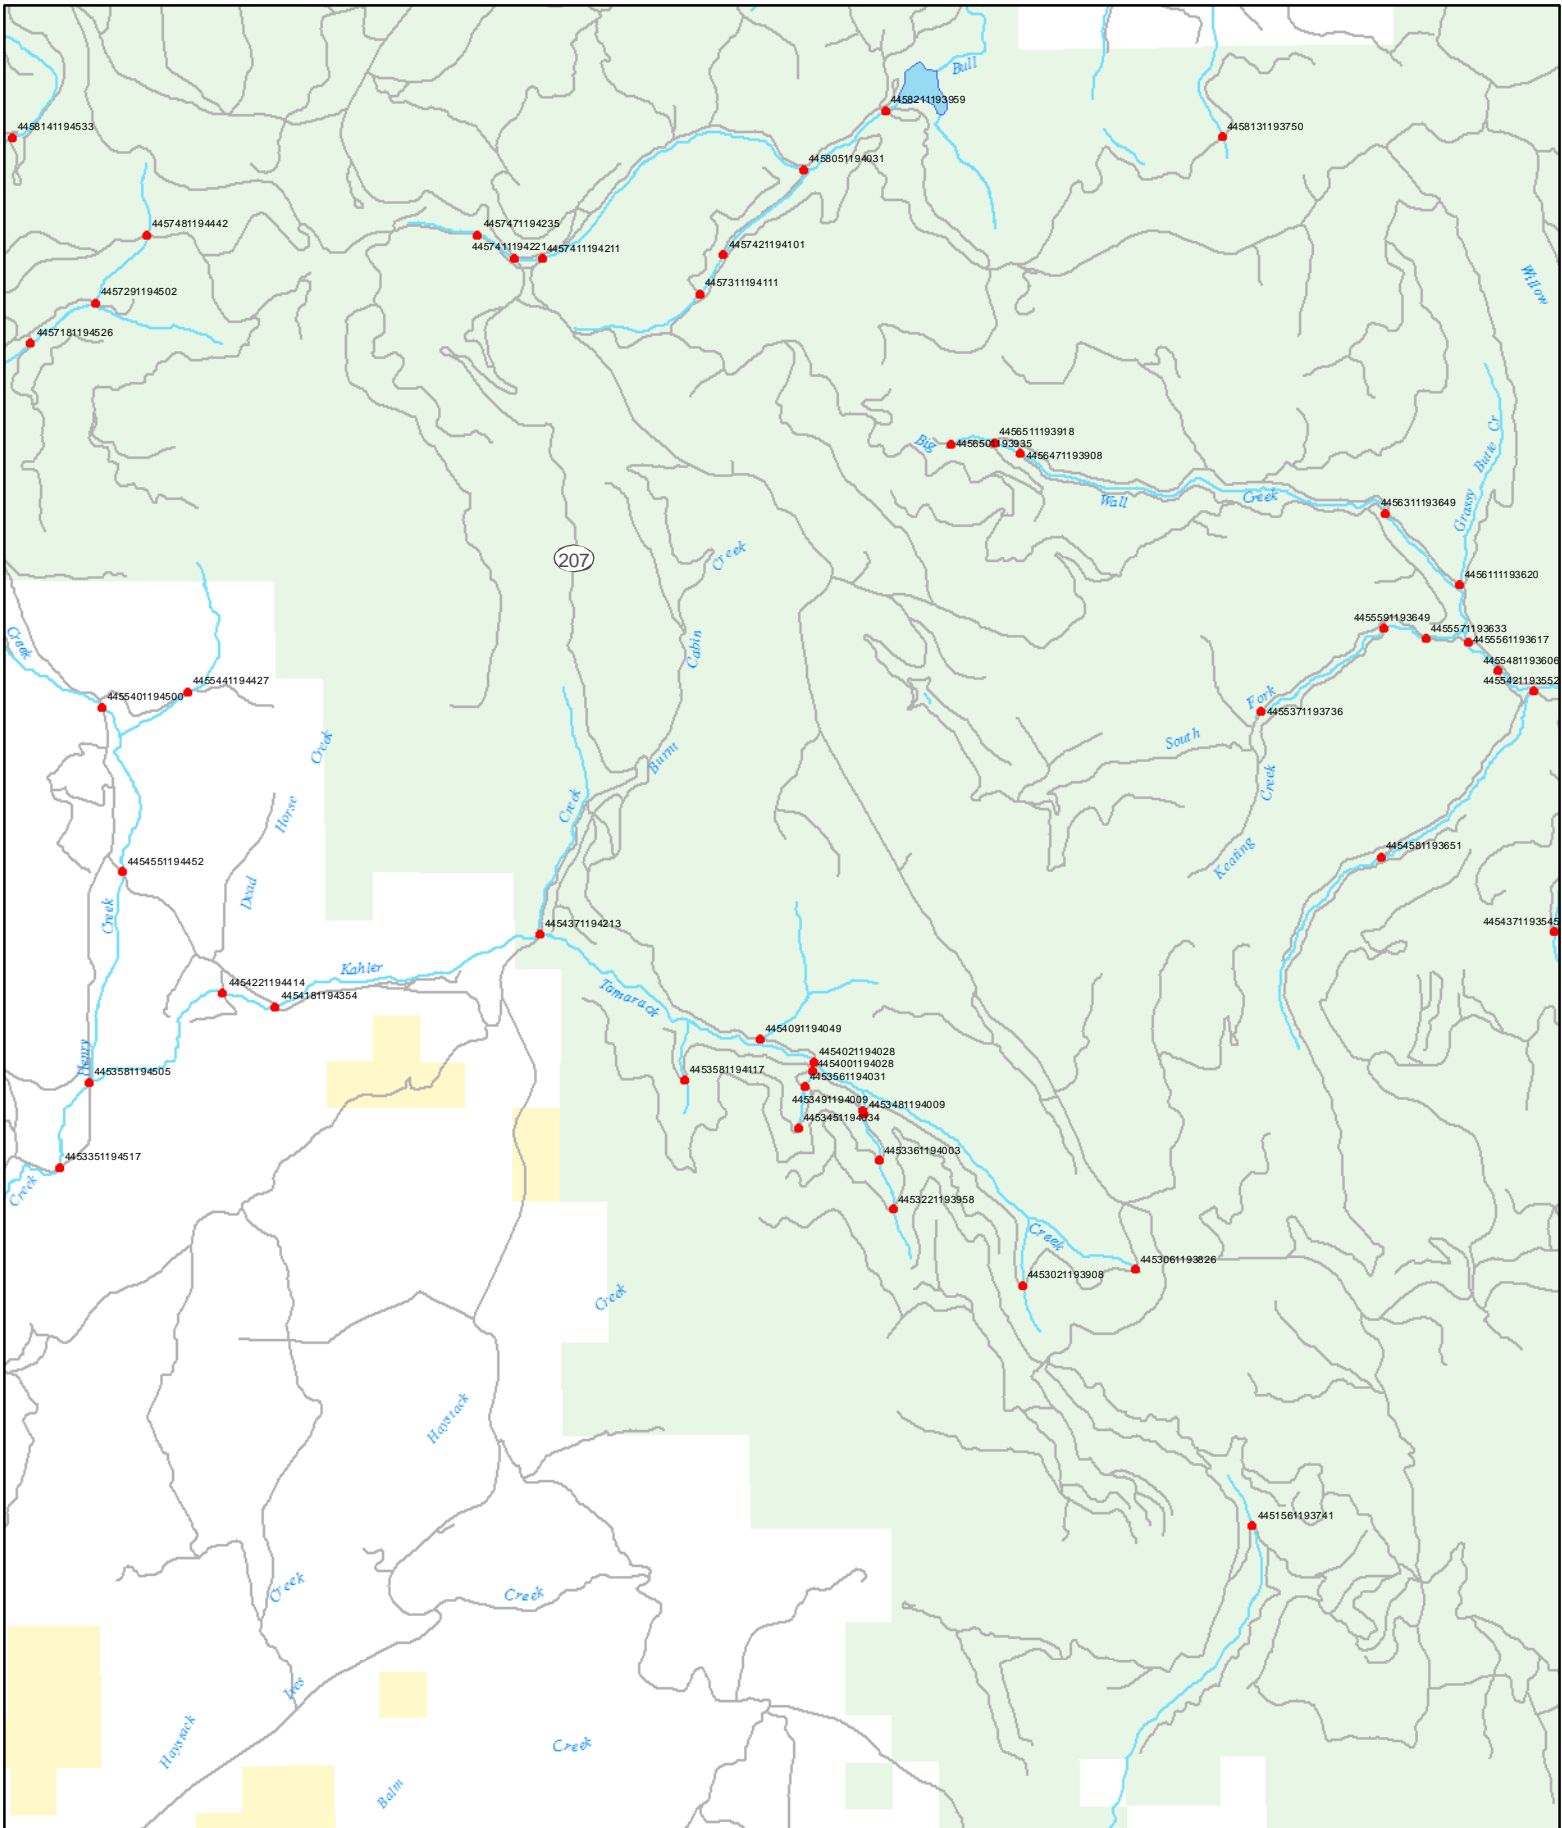 Bull
4458211193959
4458141194533
4458131193750
4458051194031
4457481194442
4457471194235
4457411194221
4457411194211
4457421194101
Willow
4457291194502
4457311194111
4457181194526
Big
4456511193918
4456501193935
4456471193908
Wall
Creek
Grassy Butte Cr
4456311193649
207
Creek
4456111193620
Creek
Cabin
4455591193649
4455571193633
4455561193617
4455481193606
4455441194427
4455421193552
4455401194500
Fork
4455371193736
South
Creek
Burnt
Creek
Creek
Horse
Keating
4454581193651
4454551194452
Dead
Creek
4454371194213
4454371193545
Kahler
4454221194414
4454181194354
Tamarack
4454091194049
Henry
4454021194028
4454001194028
4453581194505
4453581194117
4453561194031
4453491194009
4453481194009
4453451194034
4453361194003
4453351194517
Creek
4453221193958
Creek
4453061193826
4453021193908
Creek
Haystack
4451561193741
Creek
Creek
Ives
Haystack
Creek
Balm